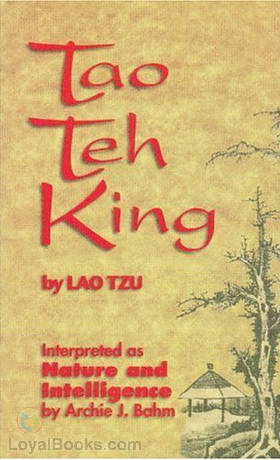 Tao
Teh
King
by LAO TZU
Interpreted as
Nature and
Intelligence
by Archie J. Bahm
LoyalBooks.com